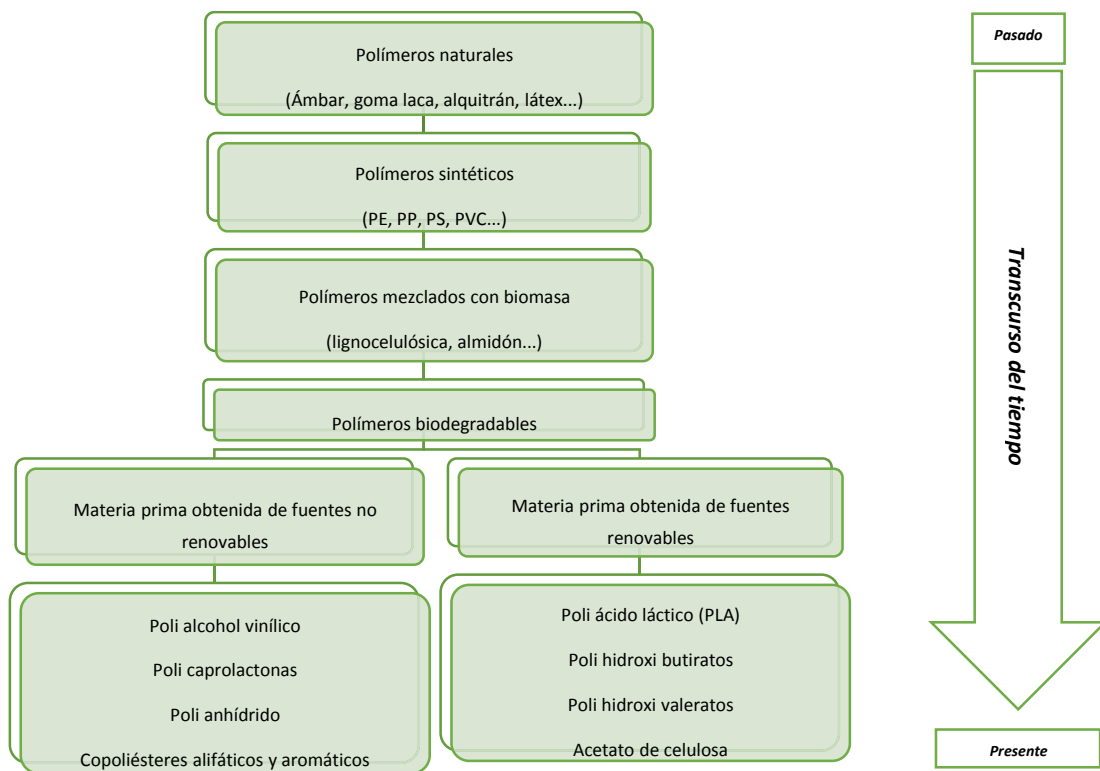 Polímeros naturales
(Ámbar, goma laca, alquitrán, látex...)
Polímeros sintéticos
(PE, PP, PS, PVC...)
Polímeros mezclados con biomasa
(lignocelulósica, almidón...)
Polímeros biodegradables
Materia prima obtenida de fuentes no
renovables
Poli alcohol vinílico
Poli caprolactonas
Poli anhídrido
Copoliésteres alifáticos y aromáticos
Materia prima obtenida de fuentes
renovables
Poli ácido láctico (PLA)
Poli hidroxi butiratos
Poli hidroxi valeratos
Acetato de celulosa
Pasado
Transcurso del tiempo
Presente